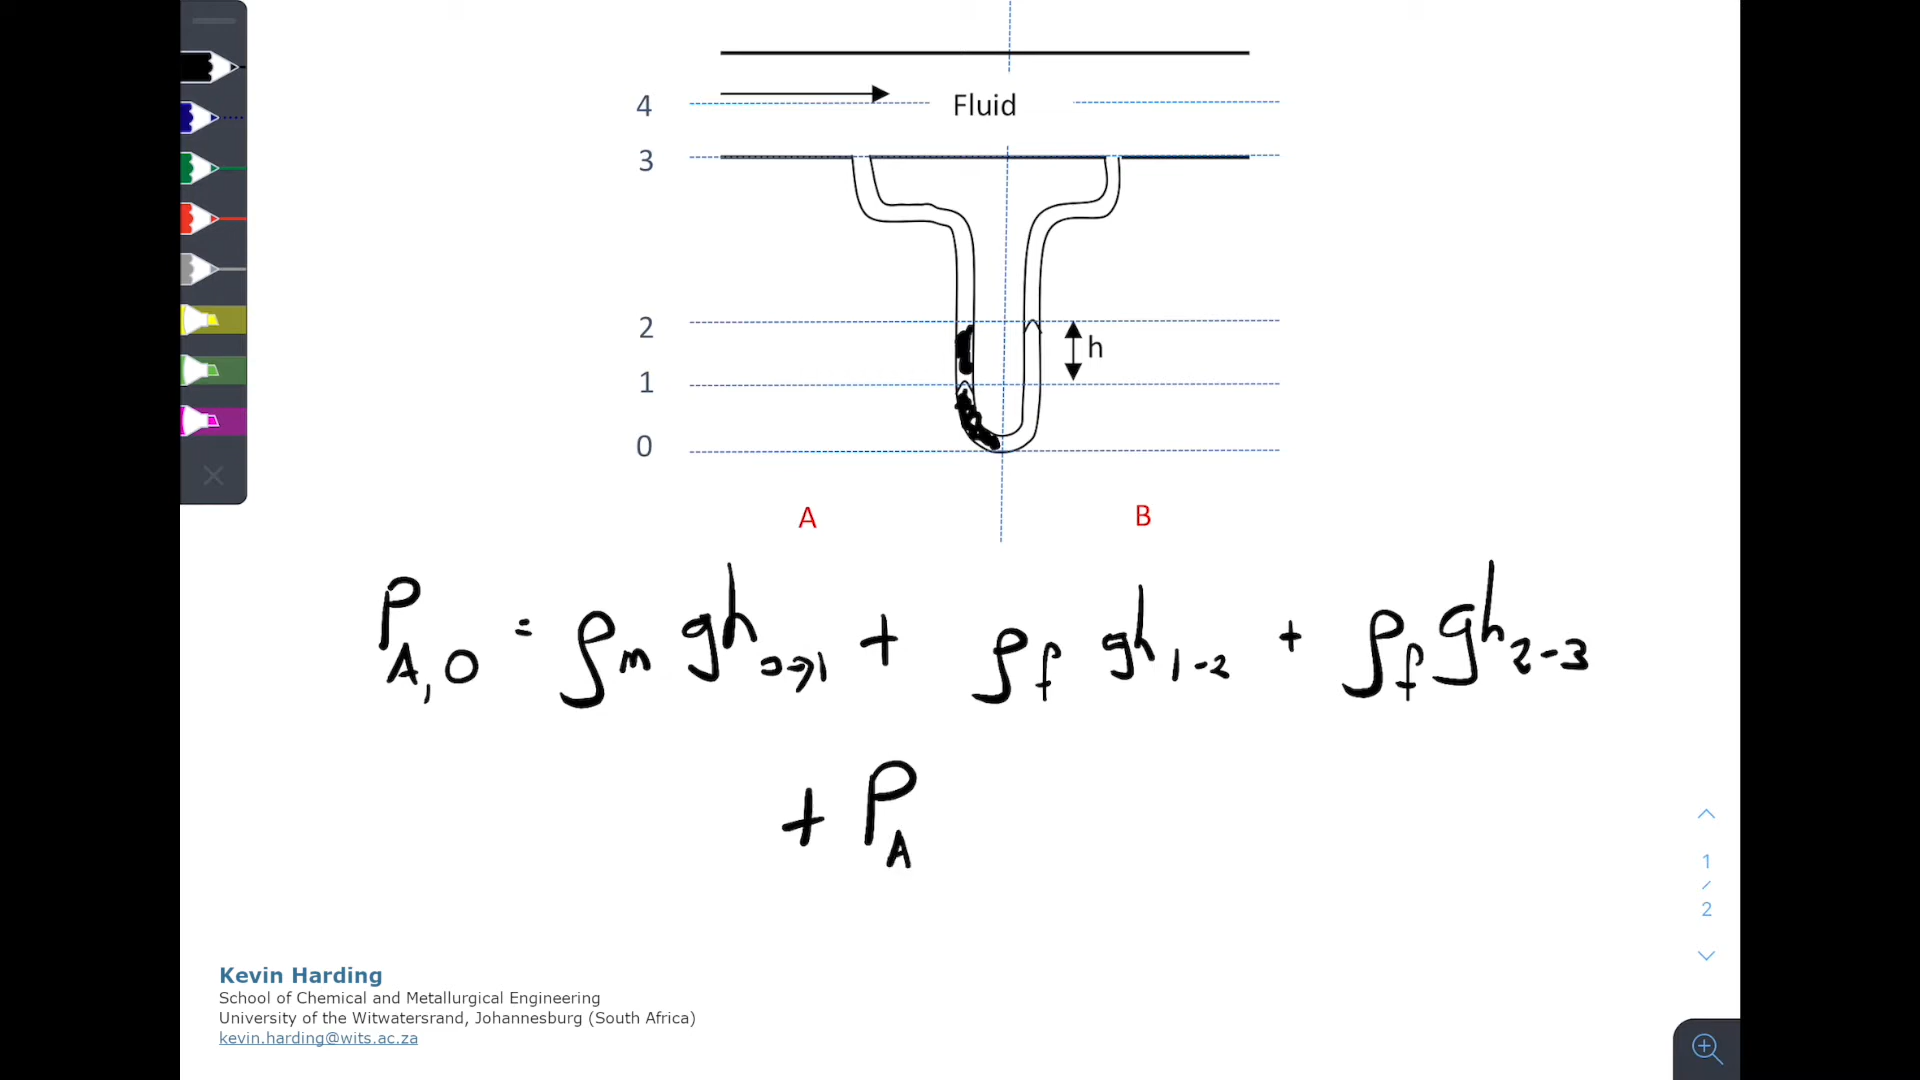 4 Fluid
3
2 h
1
0
A B
P_{A,0} = ρ_m gh_{0→1} + ρ_f gh_{1-2} + ρ_f gh_{2-3}
+ P_A
1
/
2
Kevin Harding
School of Chemical and Metallurgical Engineering
University of the Witwatersrand, Johannesburg (South Africa)
kevin.harding@wits.ac.za